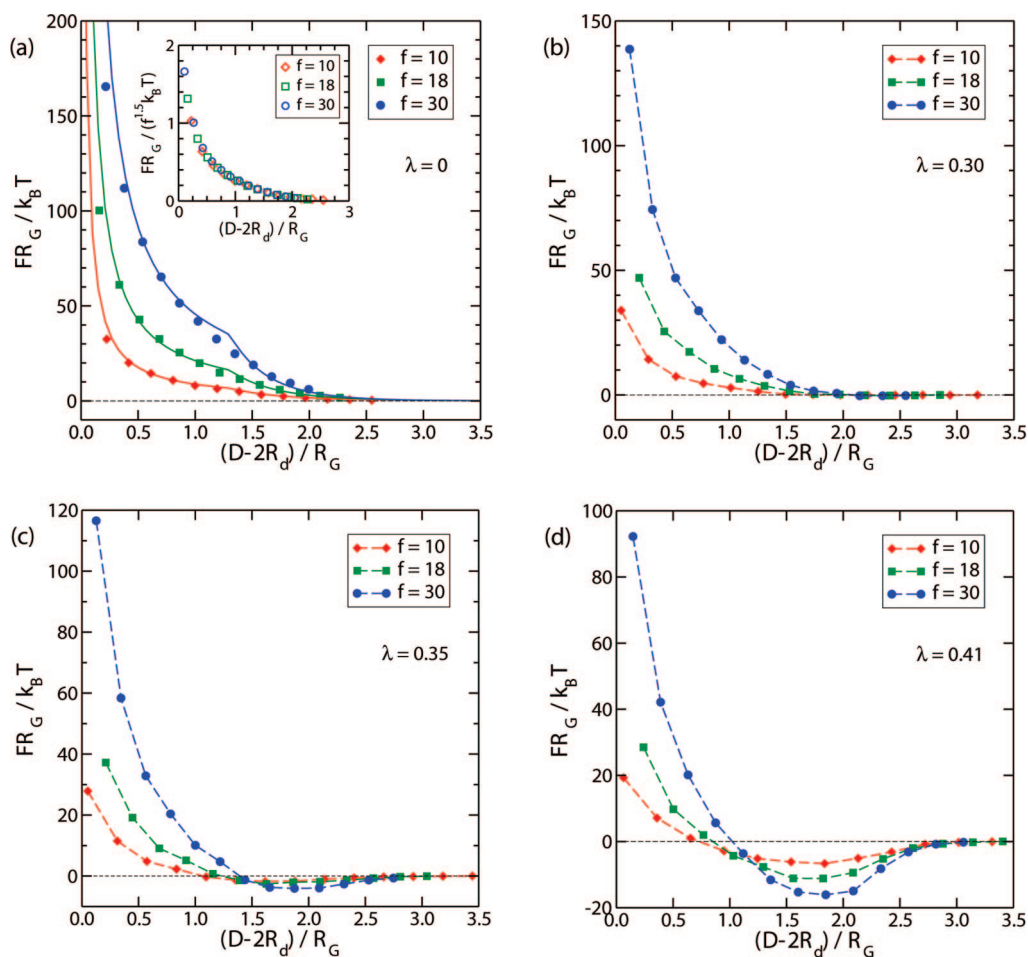 (a)
FR_G / k_BT
200
150
100
50
0
0.0 0.5 1.0 1.5 2.0 2.5 3.0 3.5
(D-2R_d) / R_G
FR_G / (f^1.5k_BT)
2
1
0
0 1 2 3
(D-2R_d) / R_G
f = 10
f = 18
f = 30
f = 10
f = 18
f = 30
λ = 0
(b)
FR_G / k_BT
150
100
50
0
0.0 0.5 1.0 1.5 2.0 2.5 3.0 3.5
(D-2R_d) / R_G
f = 10
f = 18
f = 30
λ = 0.30
(c)
FR_G / k_BT
120
100
80
60
40
20
0
0.0 0.5 1.0 1.5 2.0 2.5 3.0 3.5
(D-2R_d) / R_G
f = 10
f = 18
f = 30
λ = 0.35
(d)
FR_G / k_BT
100
80
60
40
20
0
-20
0.0 0.5 1.0 1.5 2.0 2.5 3.0 3.5
(D-2R_d) / R_G
f = 10
f = 18
f = 30
λ = 0.41